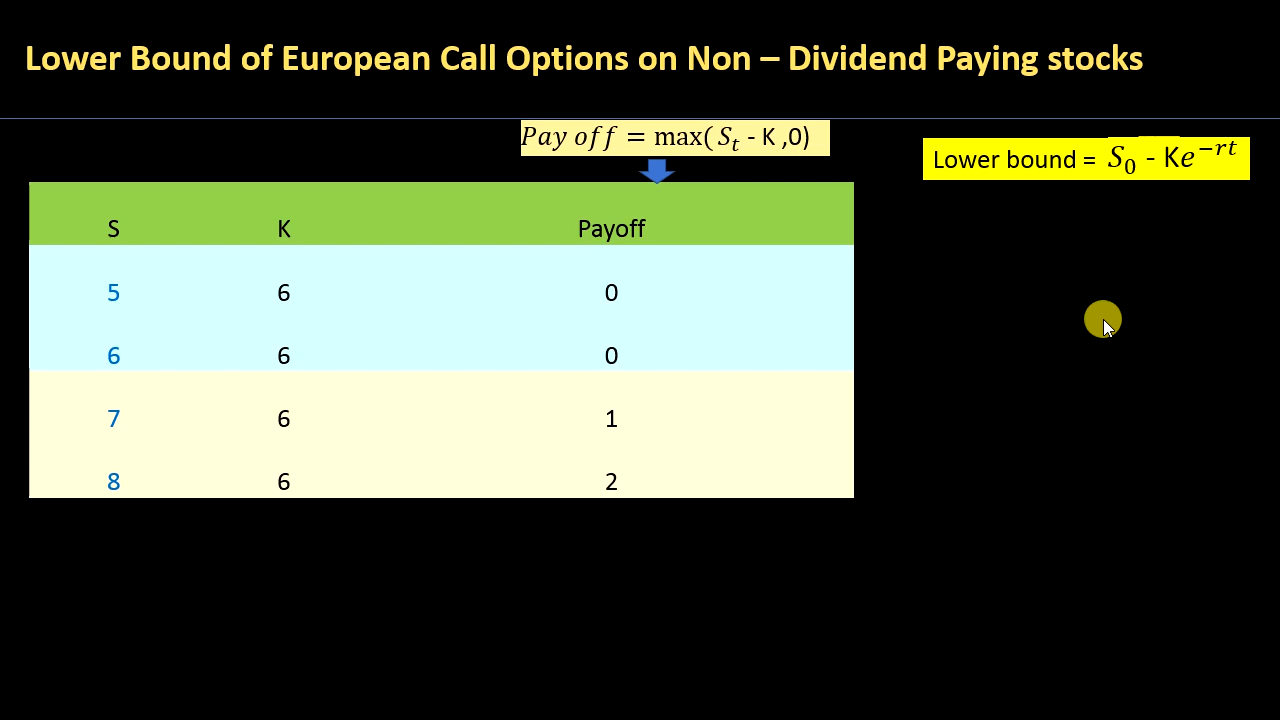 Lower Bound of European Call Options on Non – Dividend Paying stocks
Pay off = max( Sₜ - K ,0)
Lower bound = S₀ - Ke⁻ʳᵗ
S K Payoff
5 6 0
6 6 0
7 6 1
8 6 2